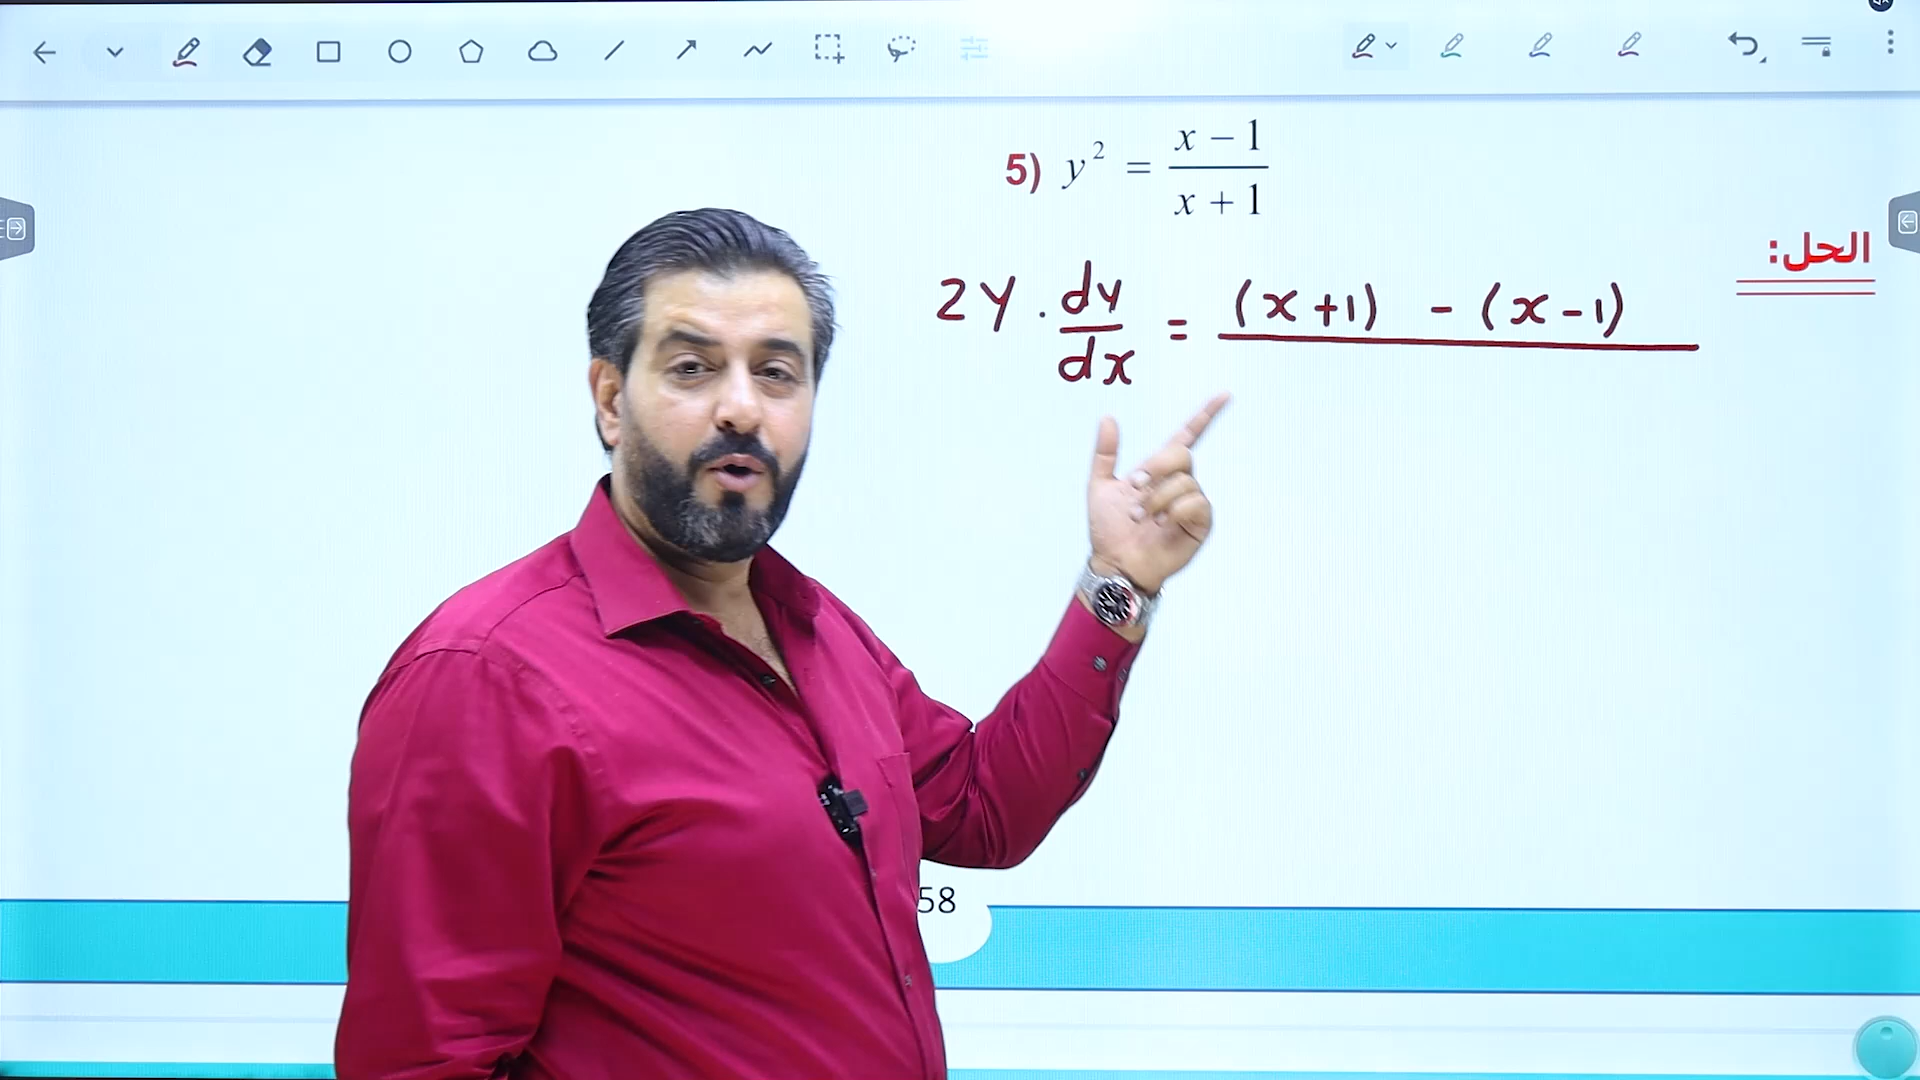 5) y² = (x − 1)/(x + 1)
الحل:
2y . dy/dx = (x+1) - (x-1)
58